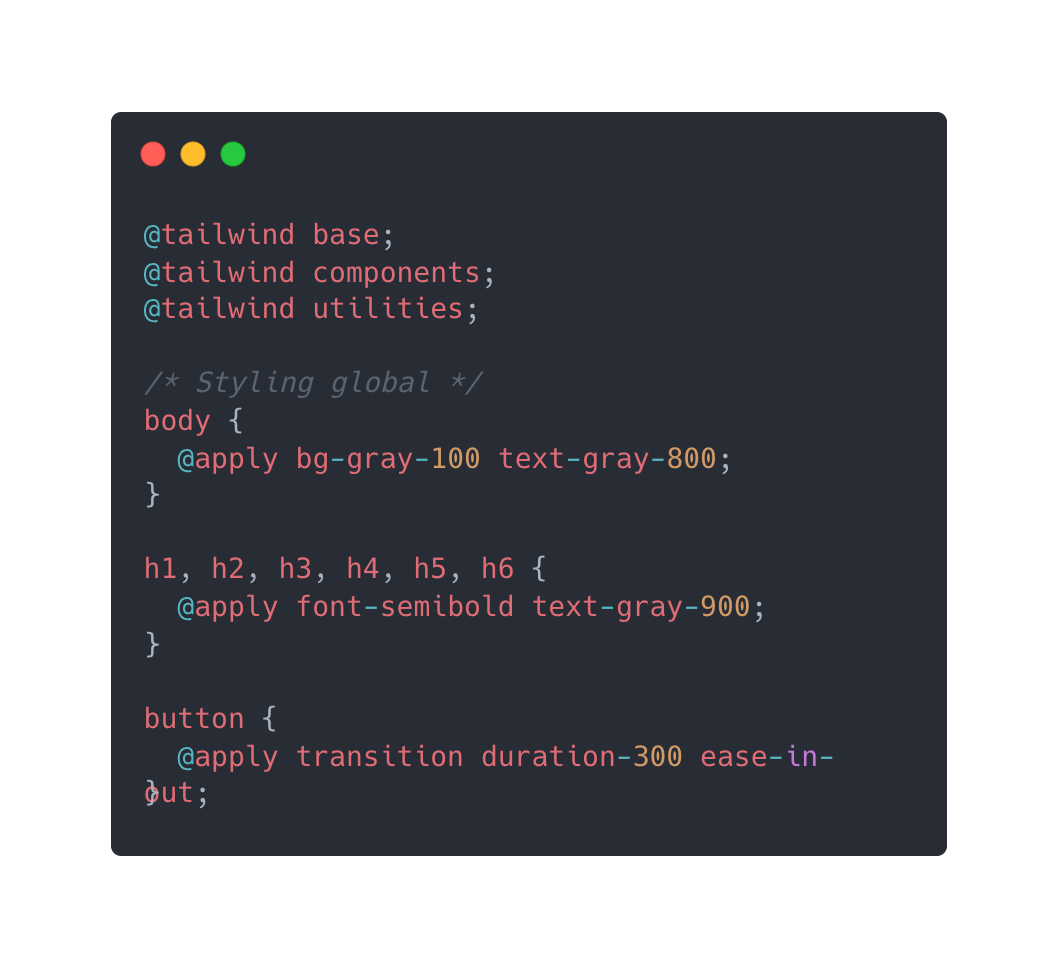 @tailwind base;
@tailwind components;
@tailwind utilities;
/* Styling global */
body {
  @apply bg-gray-100 text-gray-800;
}
h1, h2, h3, h4, h5, h6 {
  @apply font-semibold text-gray-900;
}
button {
  @apply transition duration-300 ease-in-
out;
}